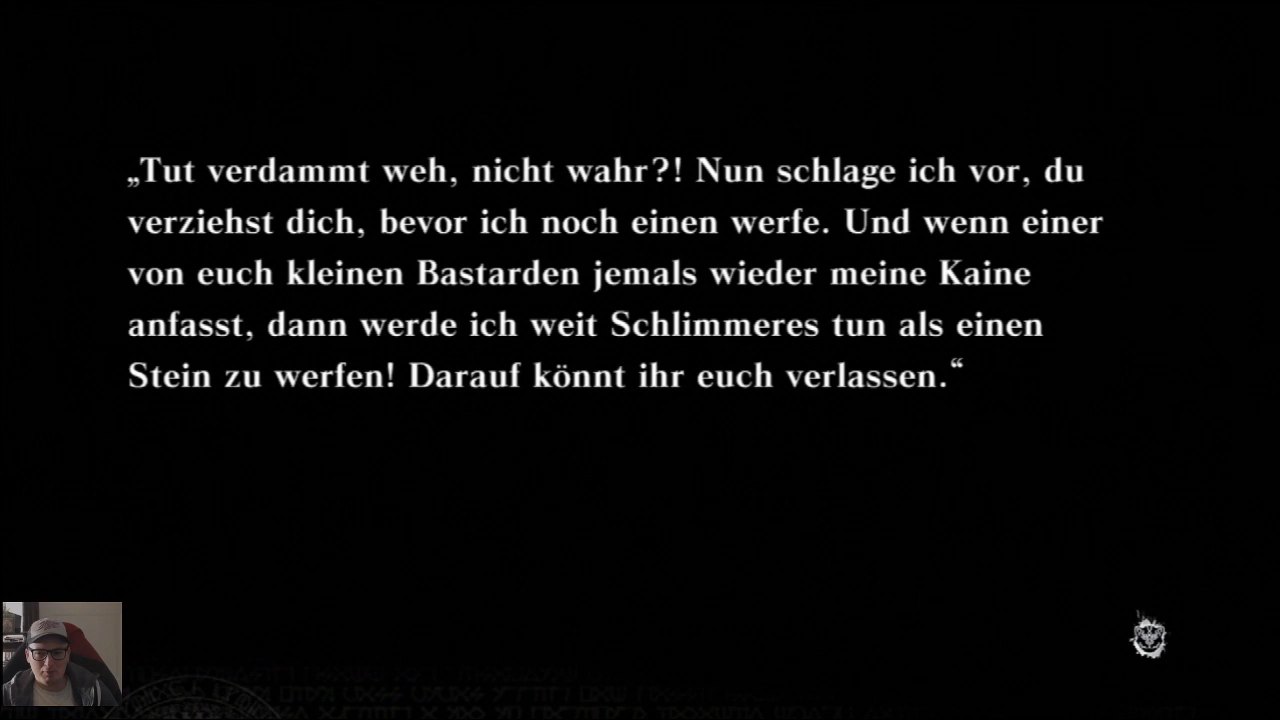 „Tut verdammt weh, nicht wahr?! Nun schlage ich vor, du
verziehst dich, bevor ich noch einen werfe. Und wenn einer
von euch kleinen Bastarden jemals wieder meine Kaine
anfasst, dann werde ich weit Schlimmeres tun als einen
Stein zu werfen! Darauf könnt ihr euch verlassen.“